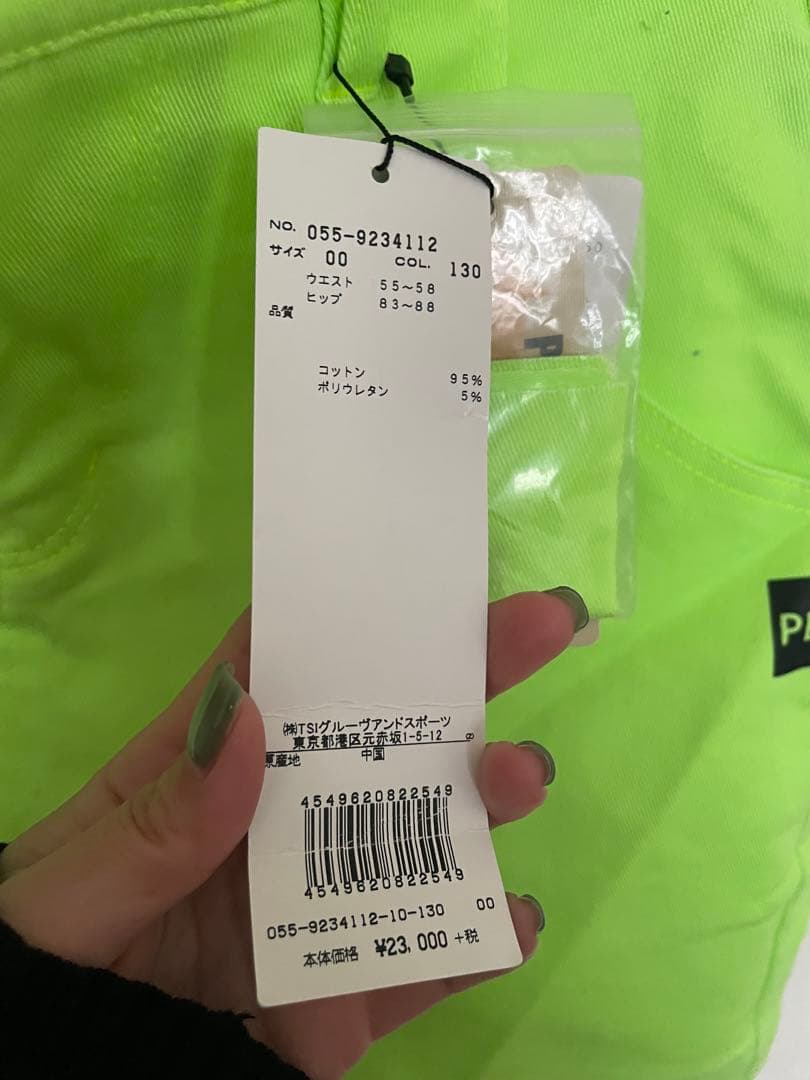 NO. 055-9234112
サイズ 00 COL. 130
ウエスト 55〜58
ヒップ 83〜88
品質
コットン 95%
ポリウレタン 5%
㈱TSIグルーヴアンドスポーツ
東京都港区元赤坂1-5-12
原産地 中国
4549620822549
4549620822549
055-9234112-10-130 00
本体価格 ¥23,000 +税
P